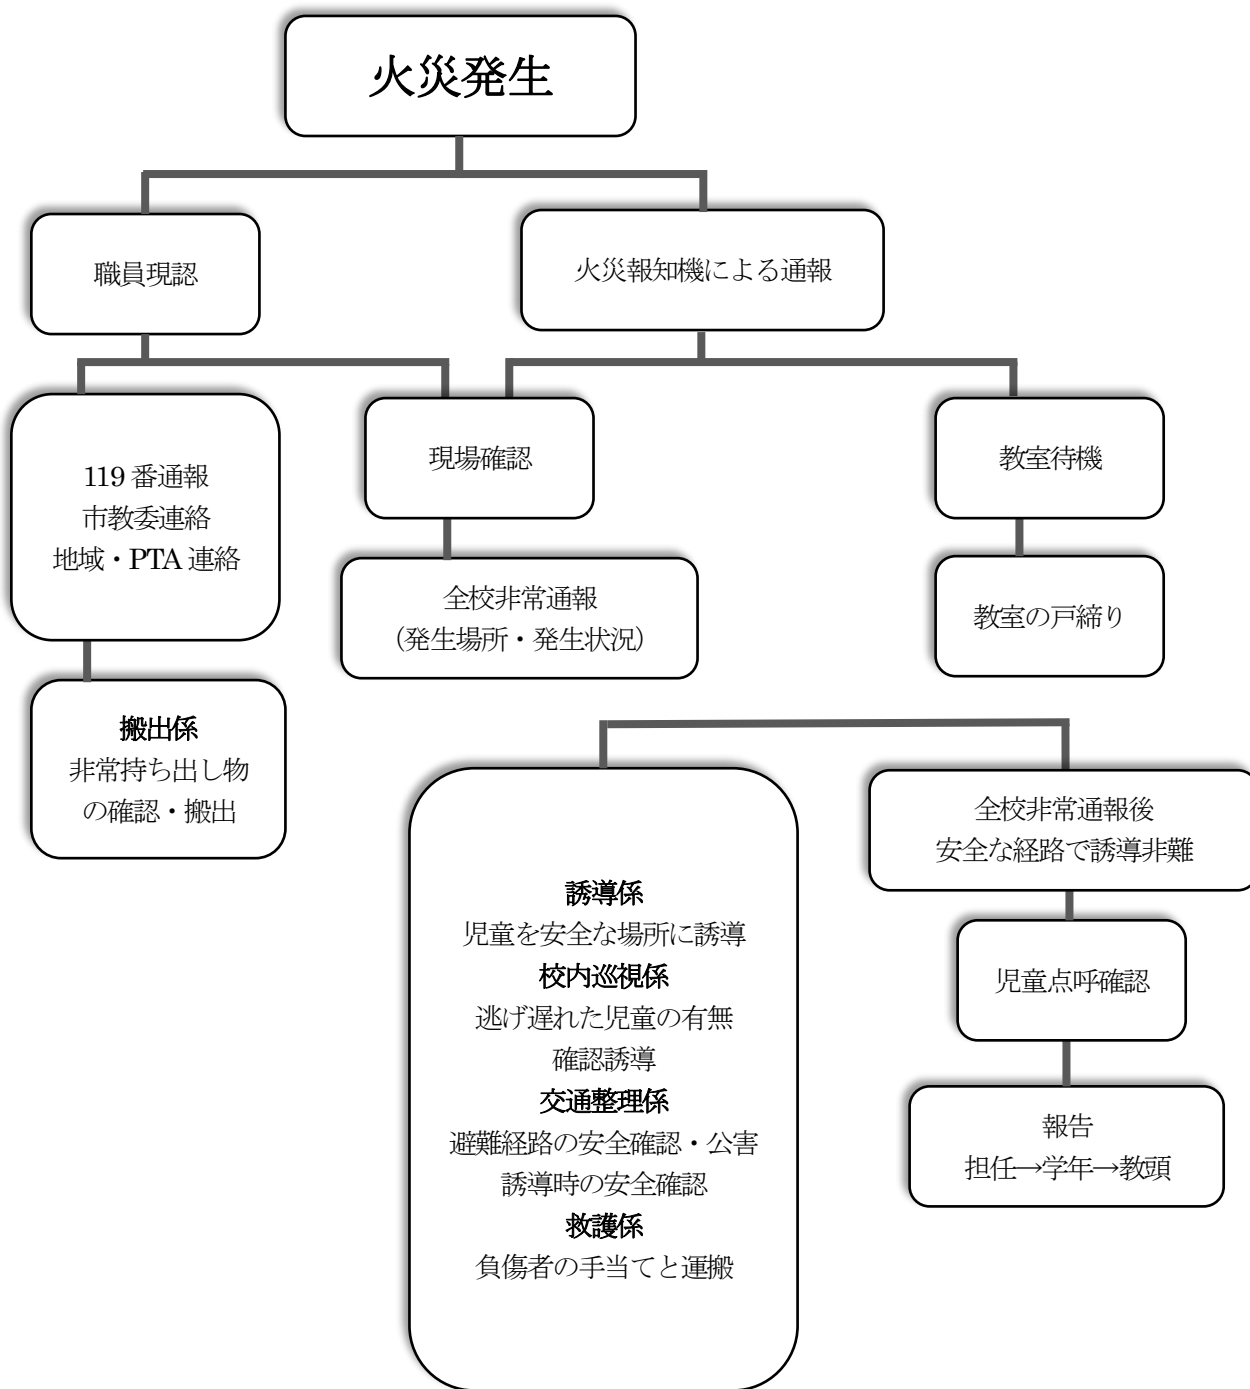 火災発生
職員現認
火災報知機による通報
119 番通報
市教委連絡
地域・PTA 連絡
現場確認
教室待機
全校非常通報
（発生場所・発生状況）
教室の戸締り
搬出係
非常持ち出し物
の確認・搬出
誘導係
児童を安全な場所に誘導
校内巡視係
逃げ遅れた児童の有無
確認誘導
交通整理係
避難経路の安全確認・公害
誘導時の安全確認
救護係
負傷者の手当てと運搬
全校非常通報後
安全な経路で誘導非難
児童点呼確認
報告
担任→学年→教頭